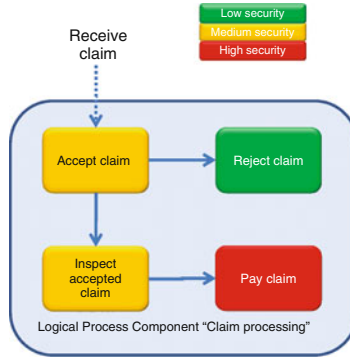 Low security
Medium security
High security
Receive
claim
Accept claim
Reject claim
Inspect
accepted
claim
Pay claim
Logical Process Component “Claim processing”